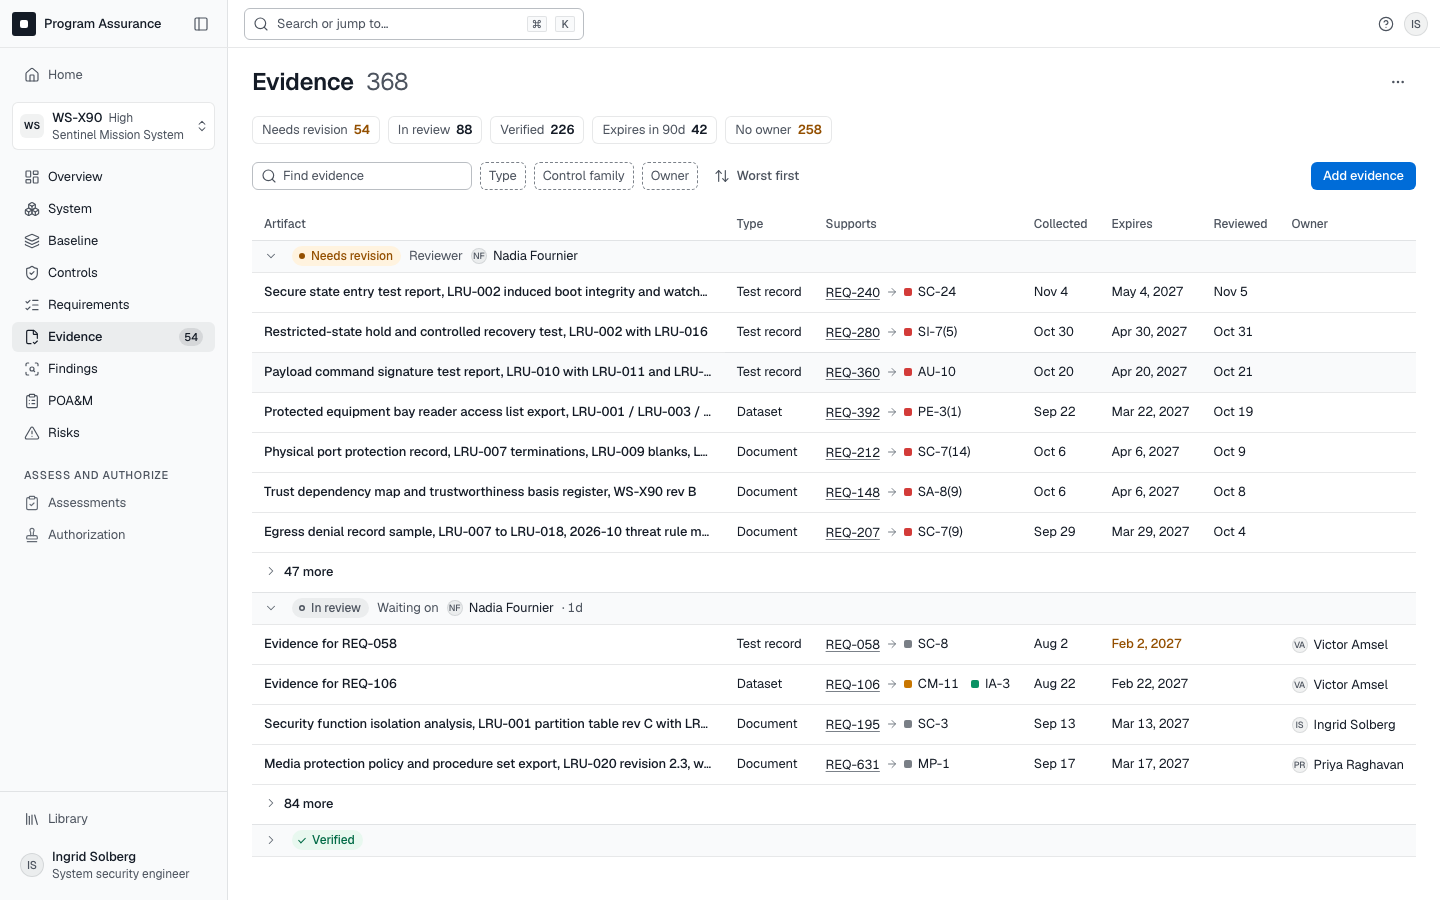 Program Assurance
Search or jump to... ⌘ K
IS
Home
WS WS-X90 High
Sentinel Mission System
Overview
System
Baseline
Controls
Requirements
Evidence 54
Findings
POA&M
Risks
ASSESS AND AUTHORIZE
Assessments
Authorization
Library
IS Ingrid Solberg
System security engineer
Evidence 368
Needs revision 54 In review 88 Verified 226 Expires in 90d 42 No owner 258
Find evidence Type Control family Owner Worst first Add evidence
Artifact Type Supports Collected Expires Reviewed Owner
Needs revision Reviewer NF Nadia Fournier
Secure state entry test report, LRU-002 induced boot integrity and watch... Test record REQ-240 → SC-24 Nov 4 May 4, 2027 Nov 5
Restricted-state hold and controlled recovery test, LRU-002 with LRU-016 Test record REQ-280 → SI-7(5) Oct 30 Apr 30, 2027 Oct 31
Payload command signature test report, LRU-010 with LRU-011 and LRU-... Test record REQ-360 → AU-10 Oct 20 Apr 20, 2027 Oct 21
Protected equipment bay reader access list export, LRU-001 / LRU-003 / ... Dataset REQ-392 → PE-3(1) Sep 22 Mar 22, 2027 Oct 19
Physical port protection record, LRU-007 terminations, LRU-009 blanks, L... Document REQ-212 → SC-7(14) Oct 6 Apr 6, 2027 Oct 9
Trust dependency map and trustworthiness basis register, WS-X90 rev B Document REQ-148 → SA-8(9) Oct 6 Apr 6, 2027 Oct 8
Egress denial record sample, LRU-007 to LRU-018, 2026-10 threat rule m... Document REQ-207 → SC-7(9) Sep 29 Mar 29, 2027 Oct 4
47 more
In review Waiting on NF Nadia Fournier · 1d
Evidence for REQ-058 Test record REQ-058 → SC-8 Aug 2 Feb 2, 2027 VA Victor Amsel
Evidence for REQ-106 Dataset REQ-106 → CM-11 IA-3 Aug 22 Feb 22, 2027 VA Victor Amsel
Security function isolation analysis, LRU-001 partition table rev C with LR... Document REQ-195 → SC-3 Sep 13 Mar 13, 2027 IS Ingrid Solberg
Media protection policy and procedure set export, LRU-020 revision 2.3, w... Document REQ-631 → MP-1 Sep 17 Mar 17, 2027 PR Priya Raghavan
84 more
Verified